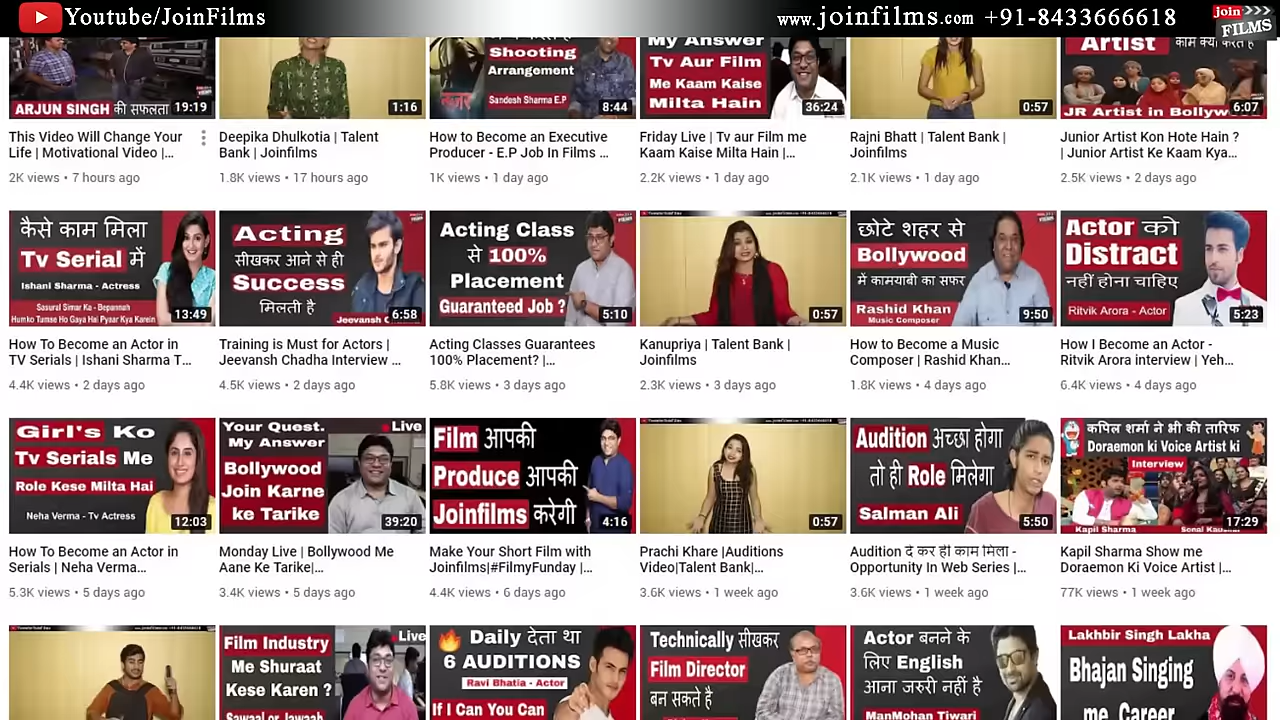 Youtube/JoinFilms
www.joinfilms.com +91-8433666618
join
FILMS
ARJUN SINGH की सफलता
19:19
1:16
Shooting
Arrangement
Sandesh Sharma E.P
8:44
My Answer
Tv Aur Film
Me Kaam Kaise
Milta Hain
36:24
0:57
Artist काम क्या करते है
JR Artist in Bollyw
6:07
This Video Will Change Your
Life | Motivational Video |...
2K views • 7 hours ago
Deepika Dhulkotia | Talent
Bank | Joinfilms
1.8K views • 17 hours ago
How to Become an Executive
Producer - E.P Job In Films ...
1K views • 1 day ago
Friday Live | Tv aur Film me
Kaam Kaise Milta Hain |...
2.2K views • 1 day ago
Rajni Bhatt | Talent Bank |
Joinfilms
2.1K views • 1 day ago
Junior Artist Kon Hote Hain ?
| Junior Artist Ke Kaam Kya...
2.5K views • 2 days ago
कैसे काम मिला
Tv Serial में
Ishani Sharma - Actress
Sasural Simar Ka - Bepannah
Humko Tumse Ho Gaya Hai Pyaar Kya Karein
13:49
Acting
सीखकर आने से ही
Success
मिलती है
Jeevansh C
6:58
Acting Class
से 100%
Placement
Guaranteed Job ?
5:10
0:57
छोटे शहर से
Bollywood
में कामयाबी का सफर
Rashid Khan
Music Composer
9:50
Actor को
Distract
नहीं होना चाहिए
Ritvik Arora - Actor
5:23
How To Become an Actor in
TV Serials | Ishani Sharma T...
4.4K views • 2 days ago
Training is Must for Actors |
Jeevansh Chadha Interview ...
4.5K views • 2 days ago
Acting Classes Guarantees
100% Placement? |...
5.8K views • 3 days ago
Kanupriya | Talent Bank |
Joinfilms
2.3K views • 3 days ago
How to Become a Music
Composer | Rashid Khan...
1.8K views • 4 days ago
How I Become an Actor -
Ritvik Arora interview | Yeh...
6.4K views • 4 days ago
Girl's Ko
Tv Serials Me
Role Kese Milta Hai
Neha Verma - Tv Actress
12:03
Your Quest. Live
My Answer
Bollywood
Join Karne
ke Tarike
39:20
Film आपकी
Produce आपकी
Joinfilms करेगी
4:16
0:57
Audition अच्छा होगा
तो ही Role मिलेगा
Salman Ali
5:50
कपिल शर्मा ने भी की तारिफ
Doraemon ki Voice Artist ki
Interview
Kapil Sharma
17:29
How To Become an Actor in
Serials | Neha Verma...
5.3K views • 5 days ago
Monday Live | Bollywood Me
Aane Ke Tarike|...
3.4K views • 5 days ago
Make Your Short Film with
Joinfilms|#FilmyFunday |...
4.4K views • 6 days ago
Prachi Khare |Auditions
Video|Talent Bank|...
3.6K views • 1 week ago
Audition दे कर ही काम मिला -
Opportunity In Web Series |...
3.6K views • 1 week ago
Kapil Sharma Show me
Doraemon Ki Voice Artist |...
77K views • 1 week ago
Film Industry Live
Me Shuraat
Kese Karen ?
Sawaal or Jawaab
Daily देता था
6 AUDITIONS
Ravi Bhatia - Actor
If I Can You Can
Technically सीखकर
Film Director
बन सकते है
Actor बनने के
लिए English
आना जरुरी नहीं है
ManMohan Tiwari
Lakhbir Singh Lakha
Bhajan Singing
me Career